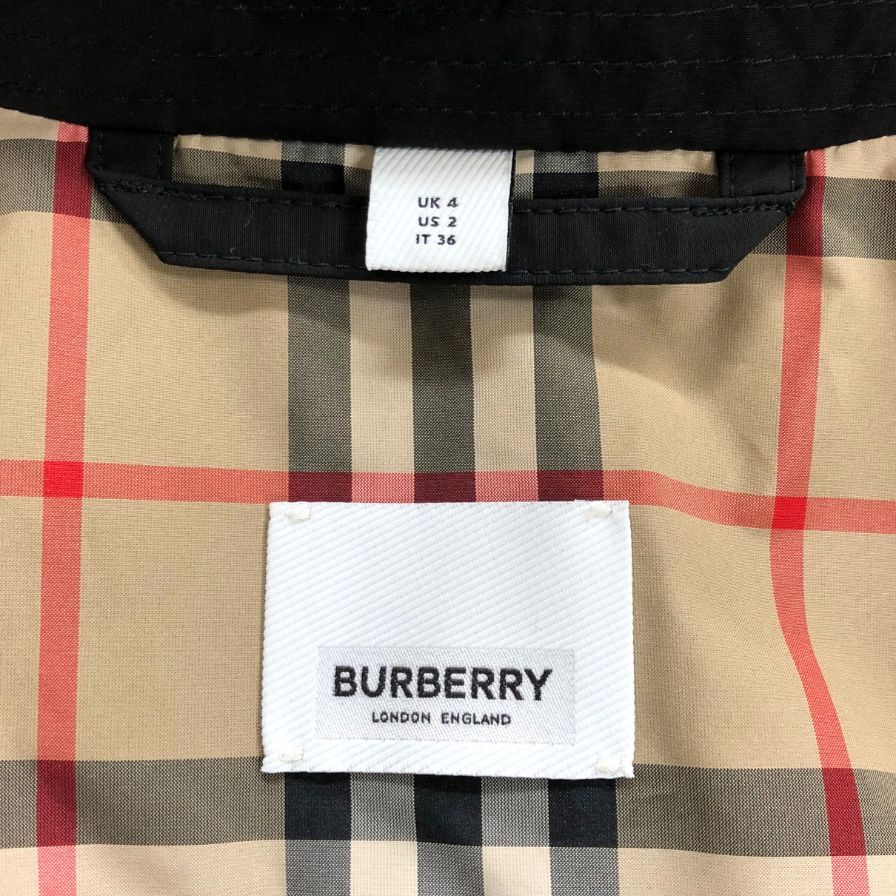 UK 4
US 2
IT 36
BURBERRY
LONDON ENGLAND